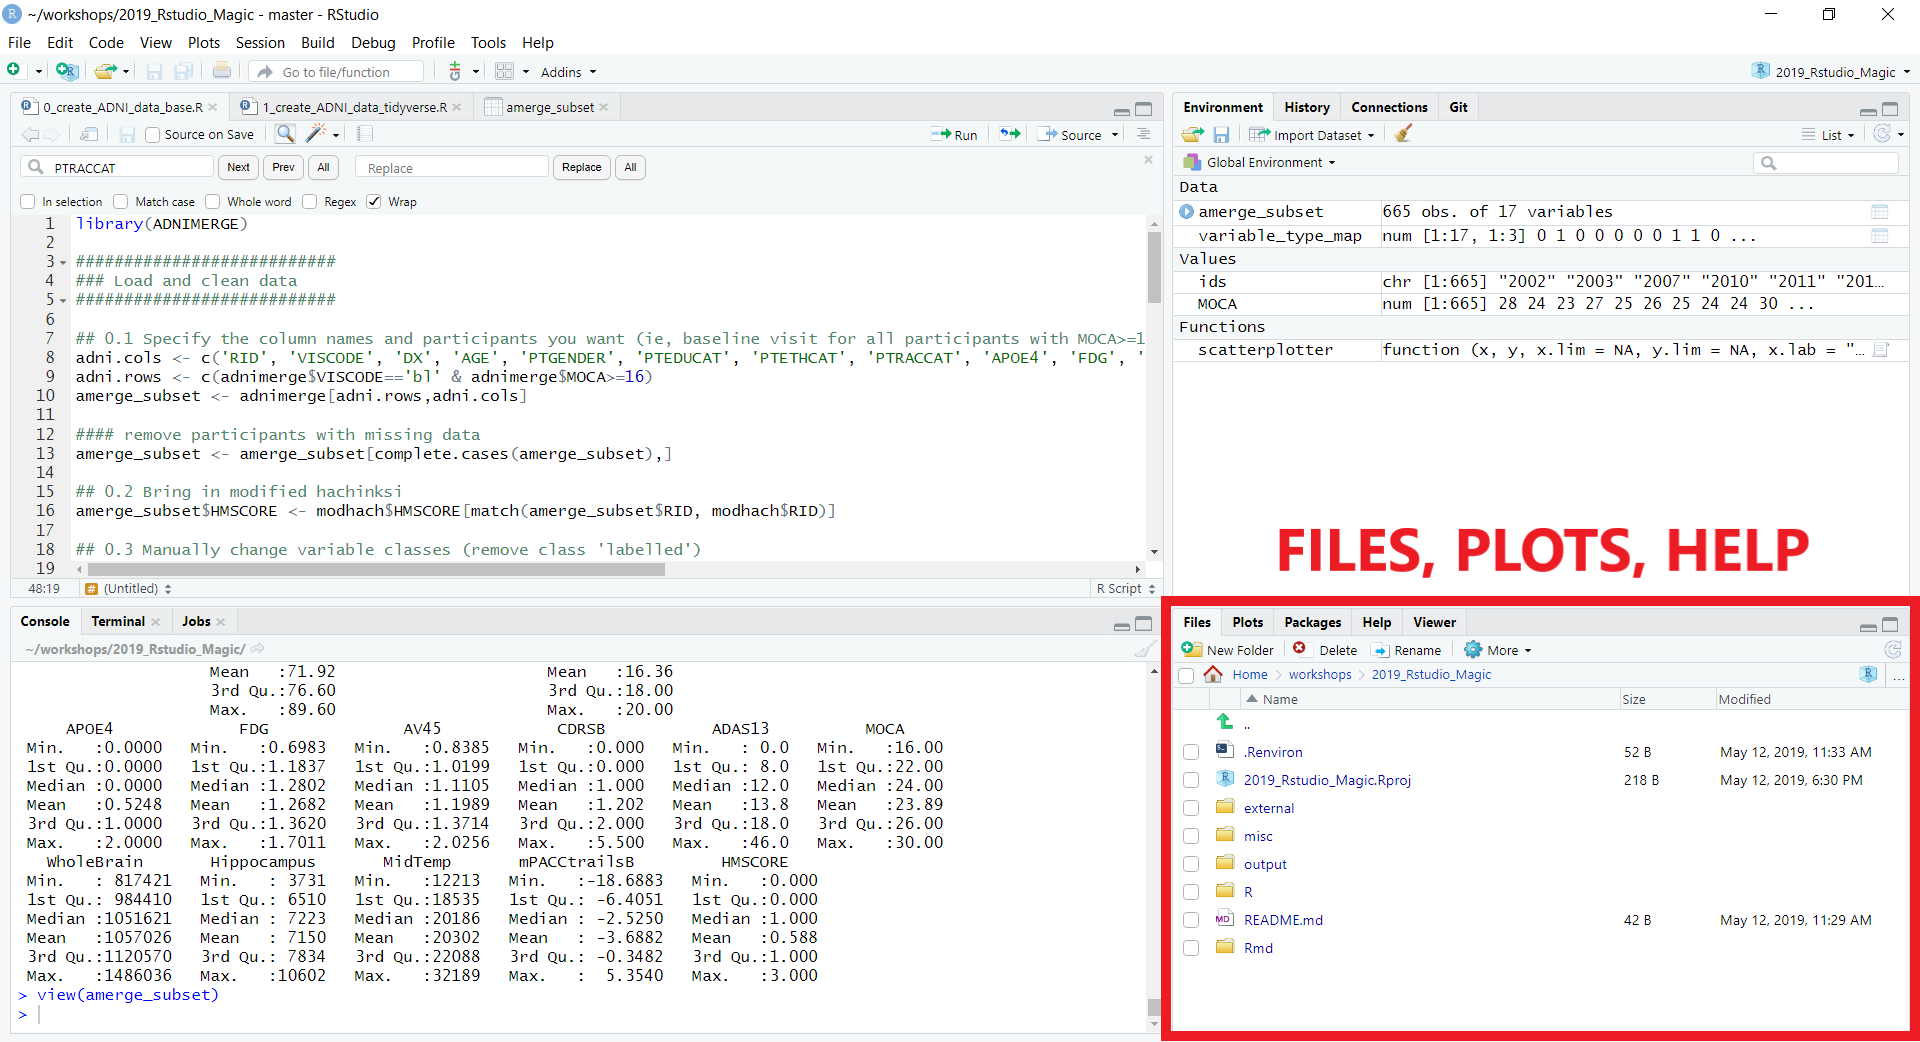 ~/workshops/2019_Rstudio_Magic - master - RStudio
File Edit Code View Plots Session Build Debug Profile Tools Help
Go to file/function Addins 2019_Rstudio_Magic
0_create_ADNI_data_base.R 1_create_ADNI_data_tidyverse.R amerge_subset
Source on Save Run Source
PTRACCAT Next Prev All Replace Replace All
In selection Match case Whole word Regex Wrap
1 library(ADNIMERGE)
2
3 ###########################
4 ### Load and clean data
5 ###########################
6
7 ## 0.1 Specify the column names and participants you want (ie, baseline visit for all participants with MOCA>=1
8 adni.cols <- c('RID', 'VISCODE', 'DX', 'AGE', 'PTGENDER', 'PTEDUCAT', 'PTETHCAT', 'PTRACCAT', 'APOE4', 'FDG', '
9 adni.rows <- c(adnimerge$VISCODE=='bl' & adnimerge$MOCA>=16)
10 amerge_subset <- adnimerge[adni.rows,adni.cols]
11
12 #### remove participants with missing data
13 amerge_subset <- amerge_subset[complete.cases(amerge_subset),]
14
15 ## 0.2 Bring in modified hachinksi
16 amerge_subset$HMSCORE <- modhach$HMSCORE[match(amerge_subset$RID, modhach$RID)]
17
18 ## 0.3 Manually change variable classes (remove class 'labelled')
19
48:19 # (Untitled) R Script
Environment History Connections Git
Import Dataset List
Global Environment
Data
amerge_subset 665 obs. of 17 variables
variable_type_map num [1:17, 1:3] 0 1 0 0 0 0 0 1 1 0 ...
Values
ids chr [1:665] "2002" "2003" "2007" "2010" "2011" "201…
MOCA num [1:665] 28 24 23 27 25 26 25 24 24 30 ...
Functions
scatterplotter function (x, y, x.lim = NA, y.lim = NA, x.lab = "…
FILES, PLOTS, HELP
Console Terminal Jobs
~/workshops/2019_Rstudio_Magic/
Mean :71.92 Mean :16.36
3rd Qu.:76.60 3rd Qu.:18.00
Max. :89.60 Max. :20.00
APOE4 FDG AV45 CDRSB ADAS13 MOCA
Min. :0.0000 Min. :0.6983 Min. :0.8385 Min. :0.000 Min. : 0.0 Min. :16.00
1st Qu.:0.0000 1st Qu.:1.1837 1st Qu.:1.0199 1st Qu.:0.000 1st Qu.: 8.0 1st Qu.:22.00
Median :0.0000 Median :1.2802 Median :1.1105 Median :1.000 Median :12.0 Median :24.00
Mean :0.5248 Mean :1.2682 Mean :1.1989 Mean :1.202 Mean :13.8 Mean :23.89
3rd Qu.:1.0000 3rd Qu.:1.3620 3rd Qu.:1.3714 3rd Qu.:2.000 3rd Qu.:18.0 3rd Qu.:26.00
Max. :2.0000 Max. :1.7011 Max. :2.0256 Max. :5.500 Max. :46.0 Max. :30.00
WholeBrain Hippocampus MidTemp mPACCtrailsB HMSCORE
Min. : 817421 Min. : 3731 Min. :12213 Min. :-18.6883 Min. :0.000
1st Qu.: 984410 1st Qu.: 6510 1st Qu.:18535 1st Qu.: -6.4051 1st Qu.:0.000
Median :1051621 Median : 7223 Median :20186 Median : -2.5250 Median :1.000
Mean :1057026 Mean : 7150 Mean :20302 Mean : -3.6882 Mean :0.588
3rd Qu.:1120570 3rd Qu.: 7834 3rd Qu.:22088 3rd Qu.: -0.3482 3rd Qu.:1.000
Max. :1486036 Max. :10602 Max. :32189 Max. : 5.3540 Max. :3.000
> view(amerge_subset)
>
Files Plots Packages Help Viewer
New Folder Delete Rename More
Home workshops 2019_Rstudio_Magic ...
Name Size Modified
..
.Renviron 52 B May 12, 2019, 11:33 AM
2019_Rstudio_Magic.Rproj 218 B May 12, 2019, 6:30 PM
external
misc
output
R
README.md 42 B May 12, 2019, 11:29 AM
Rmd